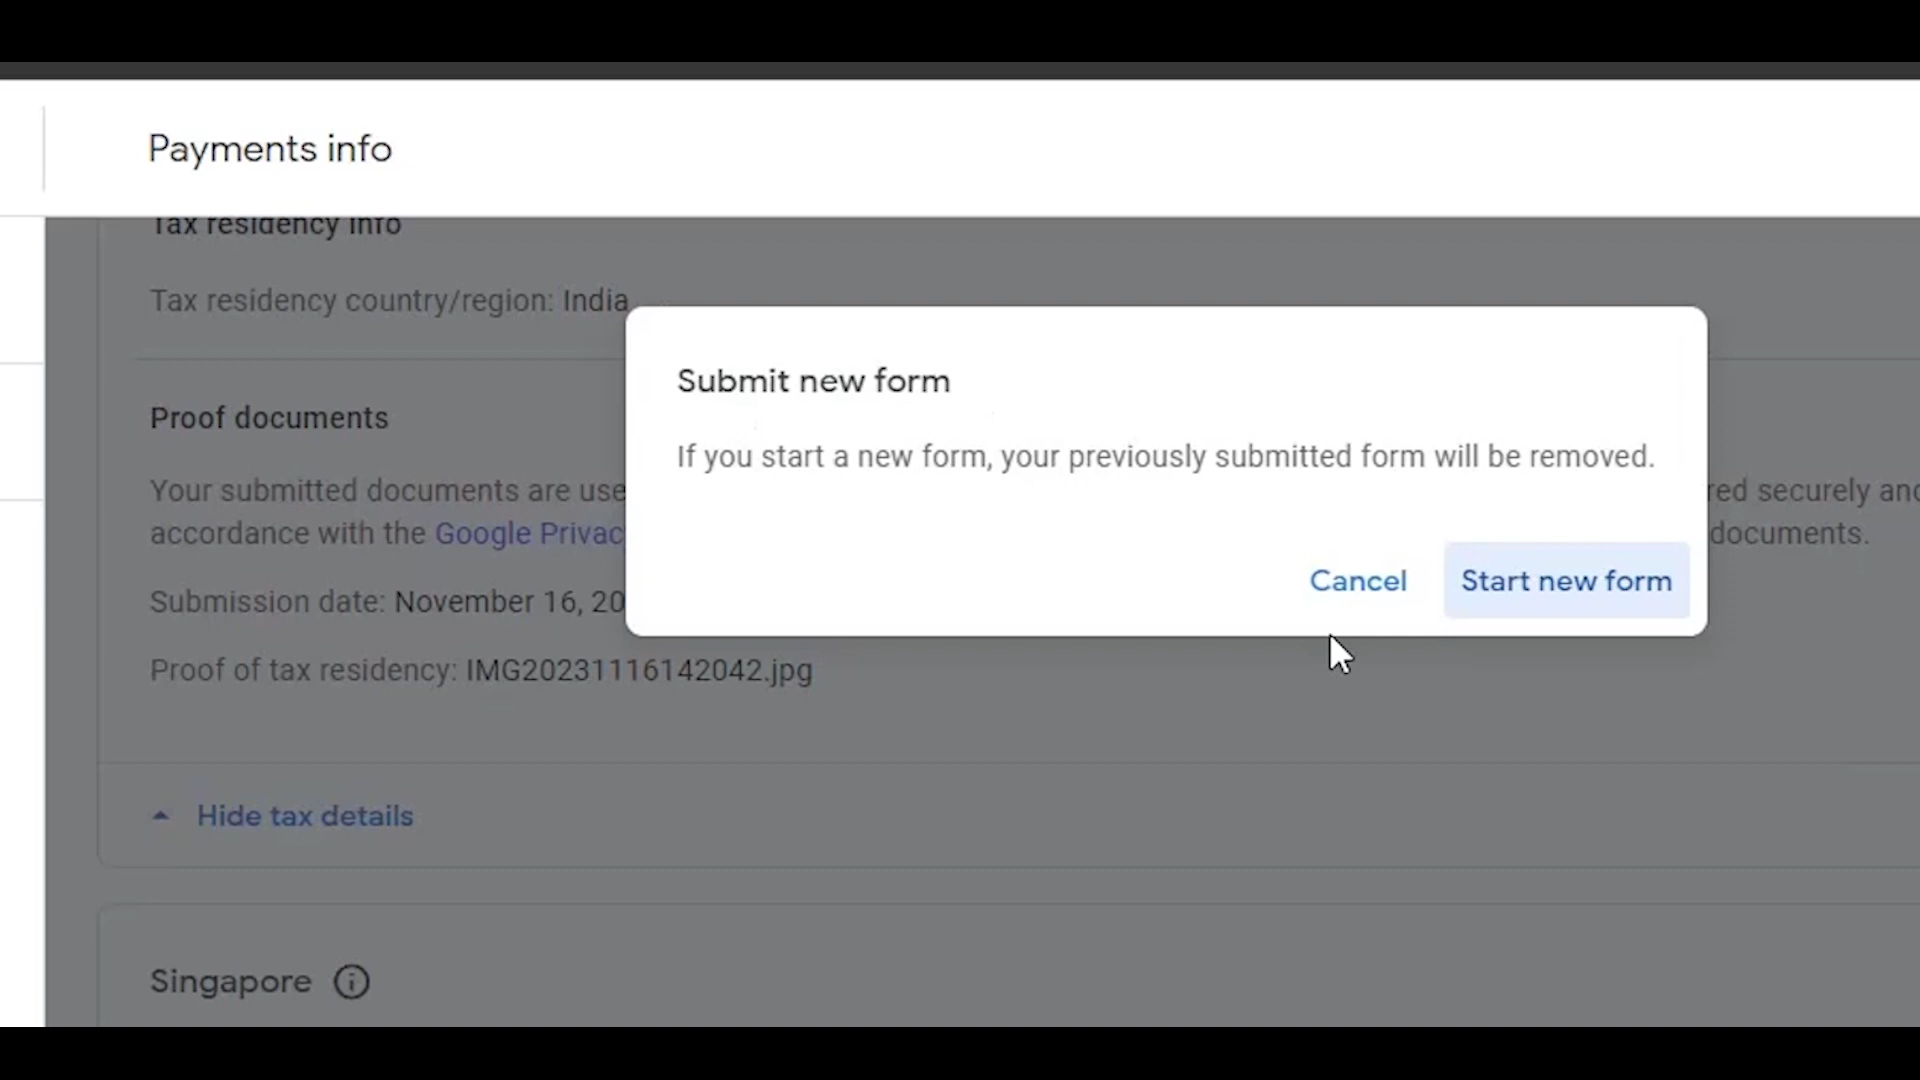 Payments info
Tax residency info
Tax residency country/region: India
Submit new form
If you start a new form, your previously submitted form will be removed.
Cancel
Start new form
Proof documents
Your submitted documents are use
red securely and
accordance with the Google Privac
documents.
Submission date: November 16, 20
Proof of tax residency: IMG20231116142042.jpg
Hide tax details
Singapore